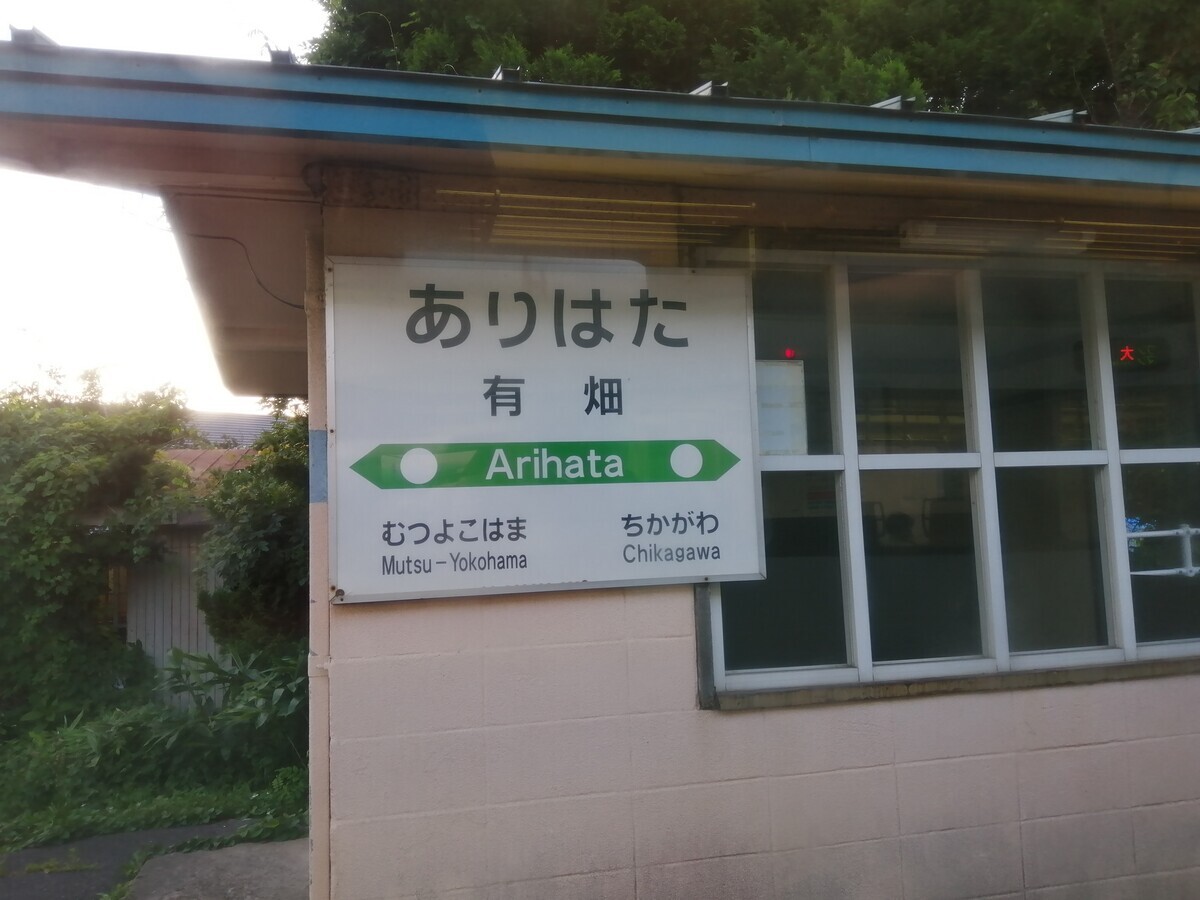 ありはた
有畑
Arihata
むつよこはま
Mutsu-Yokohama
ちかがわ
Chikagawa
大